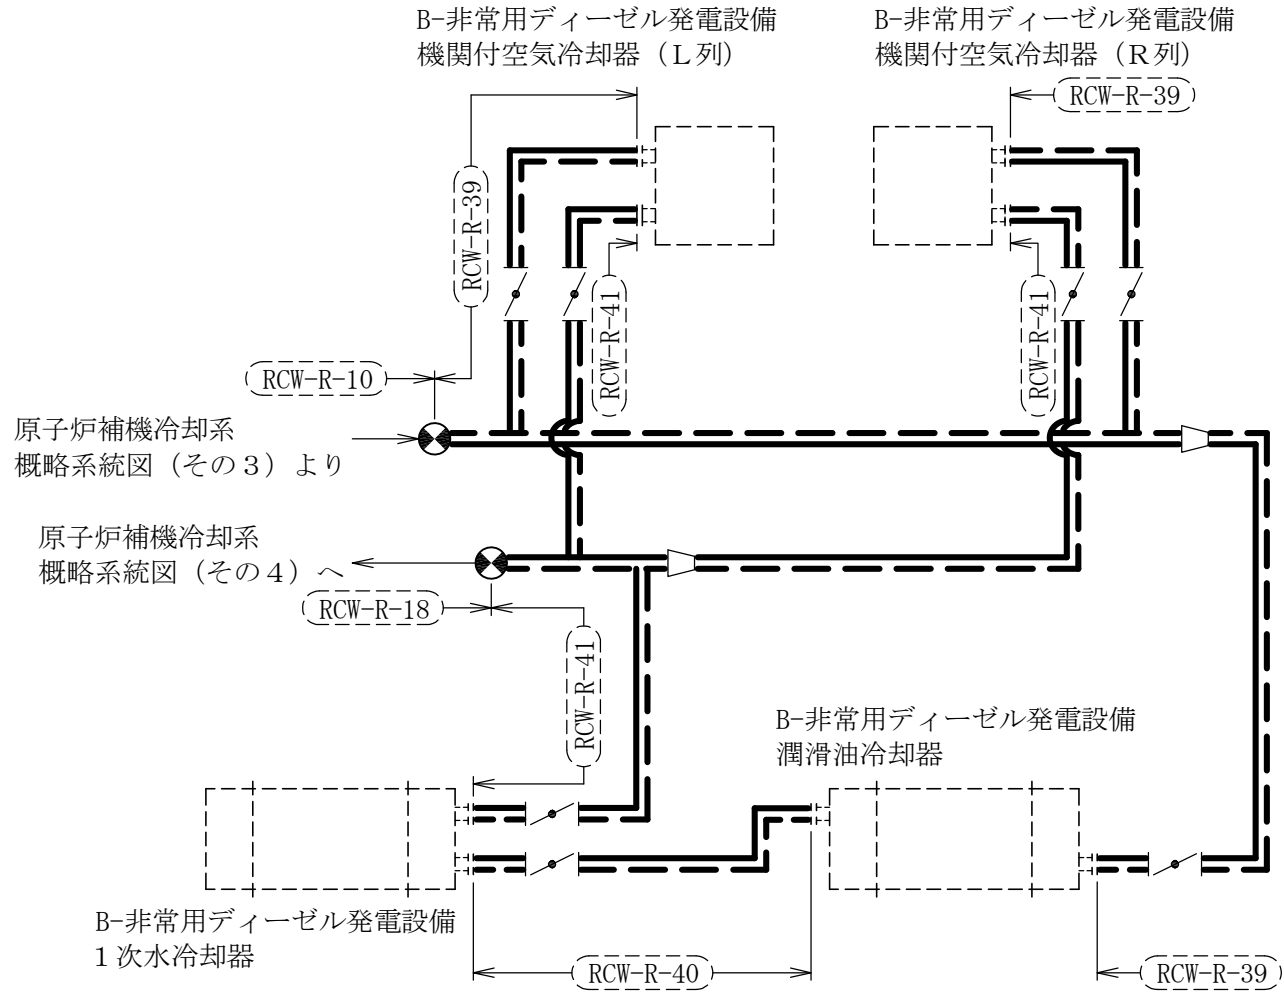 B-非常用ディーゼル発電設備
機関付空気冷却器（Ｌ列）
B-非常用ディーゼル発電設備
機関付空気冷却器（Ｒ列）
RCW-R-39
RCW-R-39
RCW-R-41
RCW-R-41
RCW-R-10
原子炉補機冷却系
概略系統図（その３）より
原子炉補機冷却系
概略系統図（その４）へ
RCW-R-18
RCW-R-41
B-非常用ディーゼル発電設備
潤滑油冷却器
B-非常用ディーゼル発電設備
１次水冷却器
RCW-R-40
RCW-R-39